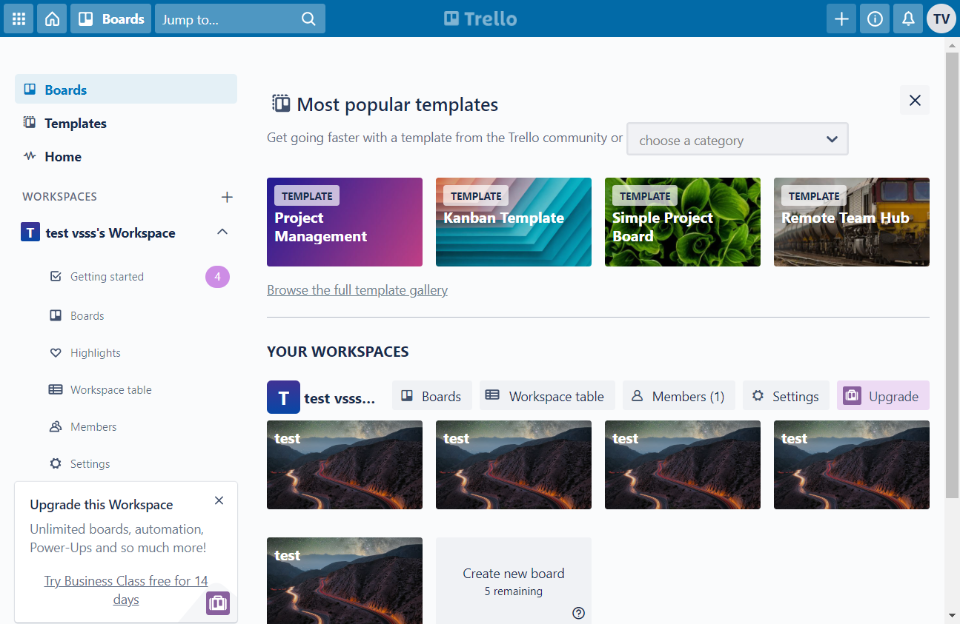 Boards
Jump to...
Trello
TV
Boards
Templates
Home
WORKSPACES
T test vsss's Workspace
Getting started
4
Boards
Highlights
Workspace table
Members
Settings
Upgrade this Workspace
Unlimited boards, automation,
Power-Ups and so much more!
Try Business Class free for 14
days
Most popular templates
Get going faster with a template from the Trello community or
choose a category
TEMPLATE
Project
Management
TEMPLATE
Kanban Template
TEMPLATE
Simple Project
Board
TEMPLATE
Remote Team Hub
Browse the full template gallery
YOUR WORKSPACES
T test vsss...
Boards
Workspace table
Members (1)
Settings
Upgrade
test
test
test
test
test
Create new board
5 remaining